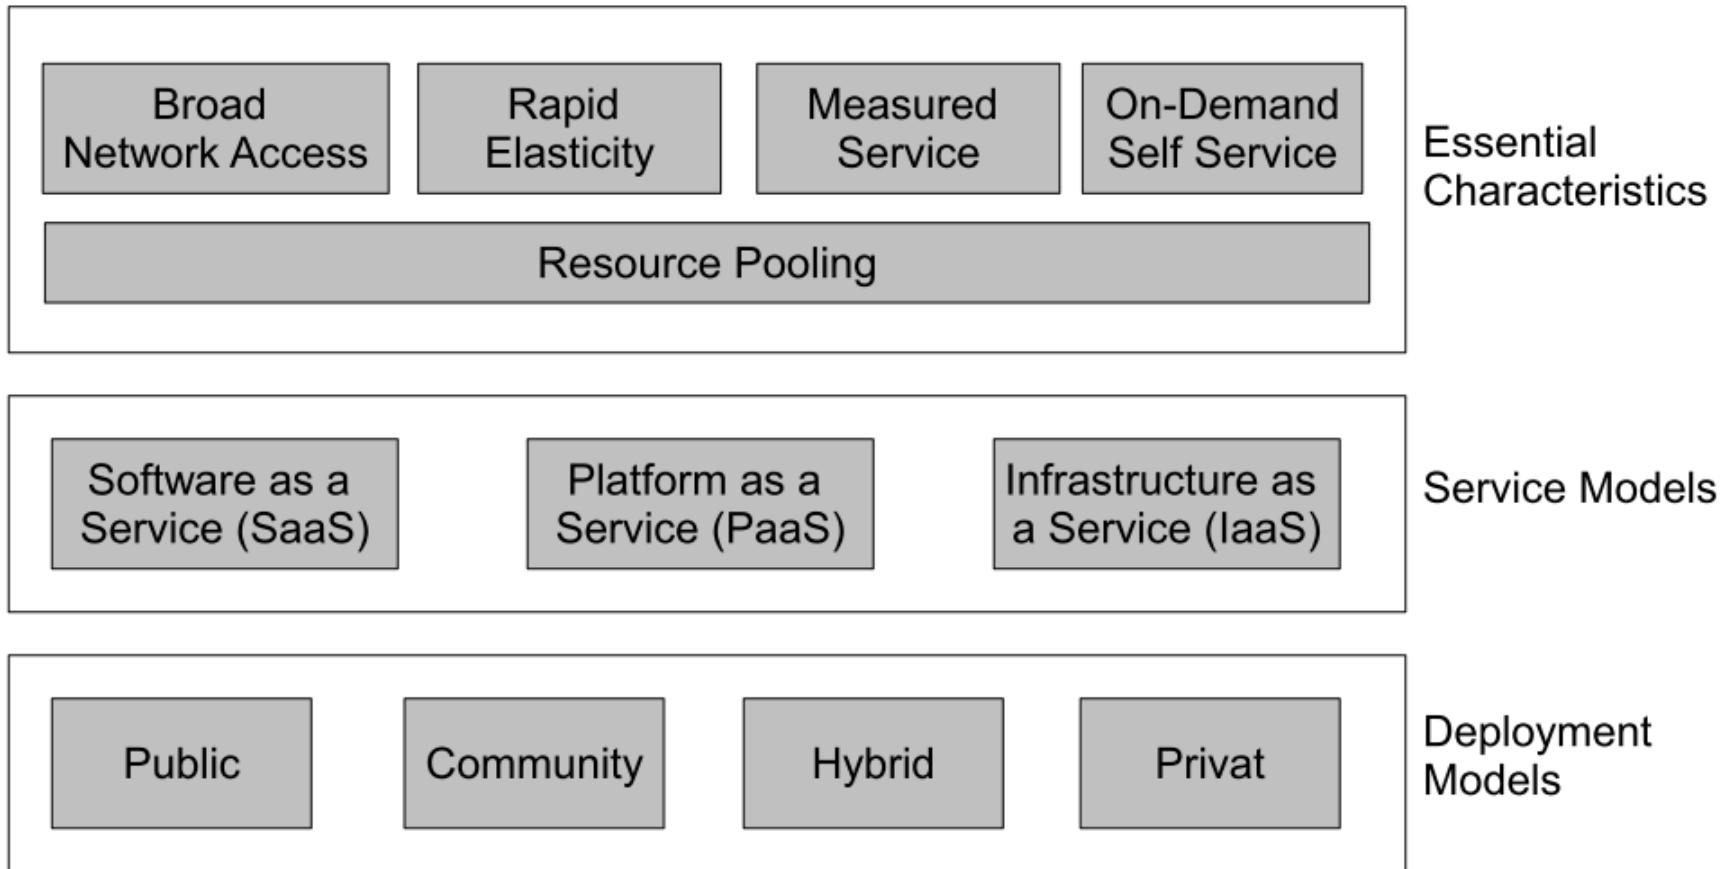 Broad
Network Access
Rapid
Elasticity
Measured
Service
On-Demand
Self Service
Resource Pooling
Essential
Characteristics
Software as a
Service (SaaS)
Platform as a
Service (PaaS)
Infrastructure as
a Service (IaaS)
Service Models
Public
Community
Hybrid
Privat
Deployment
Models